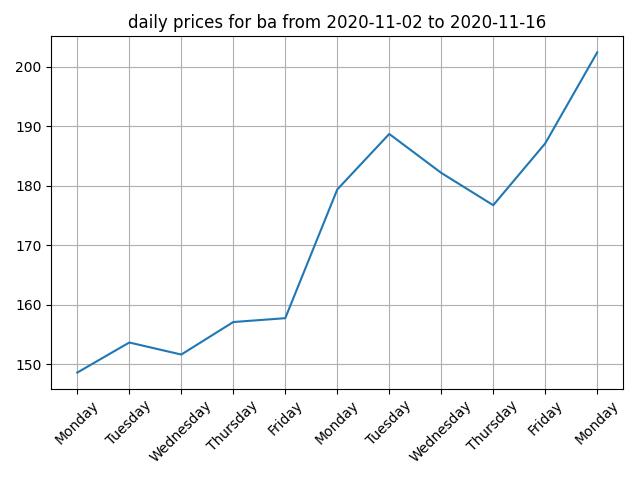 daily prices for ba from 2020-11-02 to 2020-11-16
200
190
180
170
160
150
Monday
Tuesday
Wednesday
Thursday
Friday
Monday
Tuesday
Wednesday
Thursday
Friday
Monday